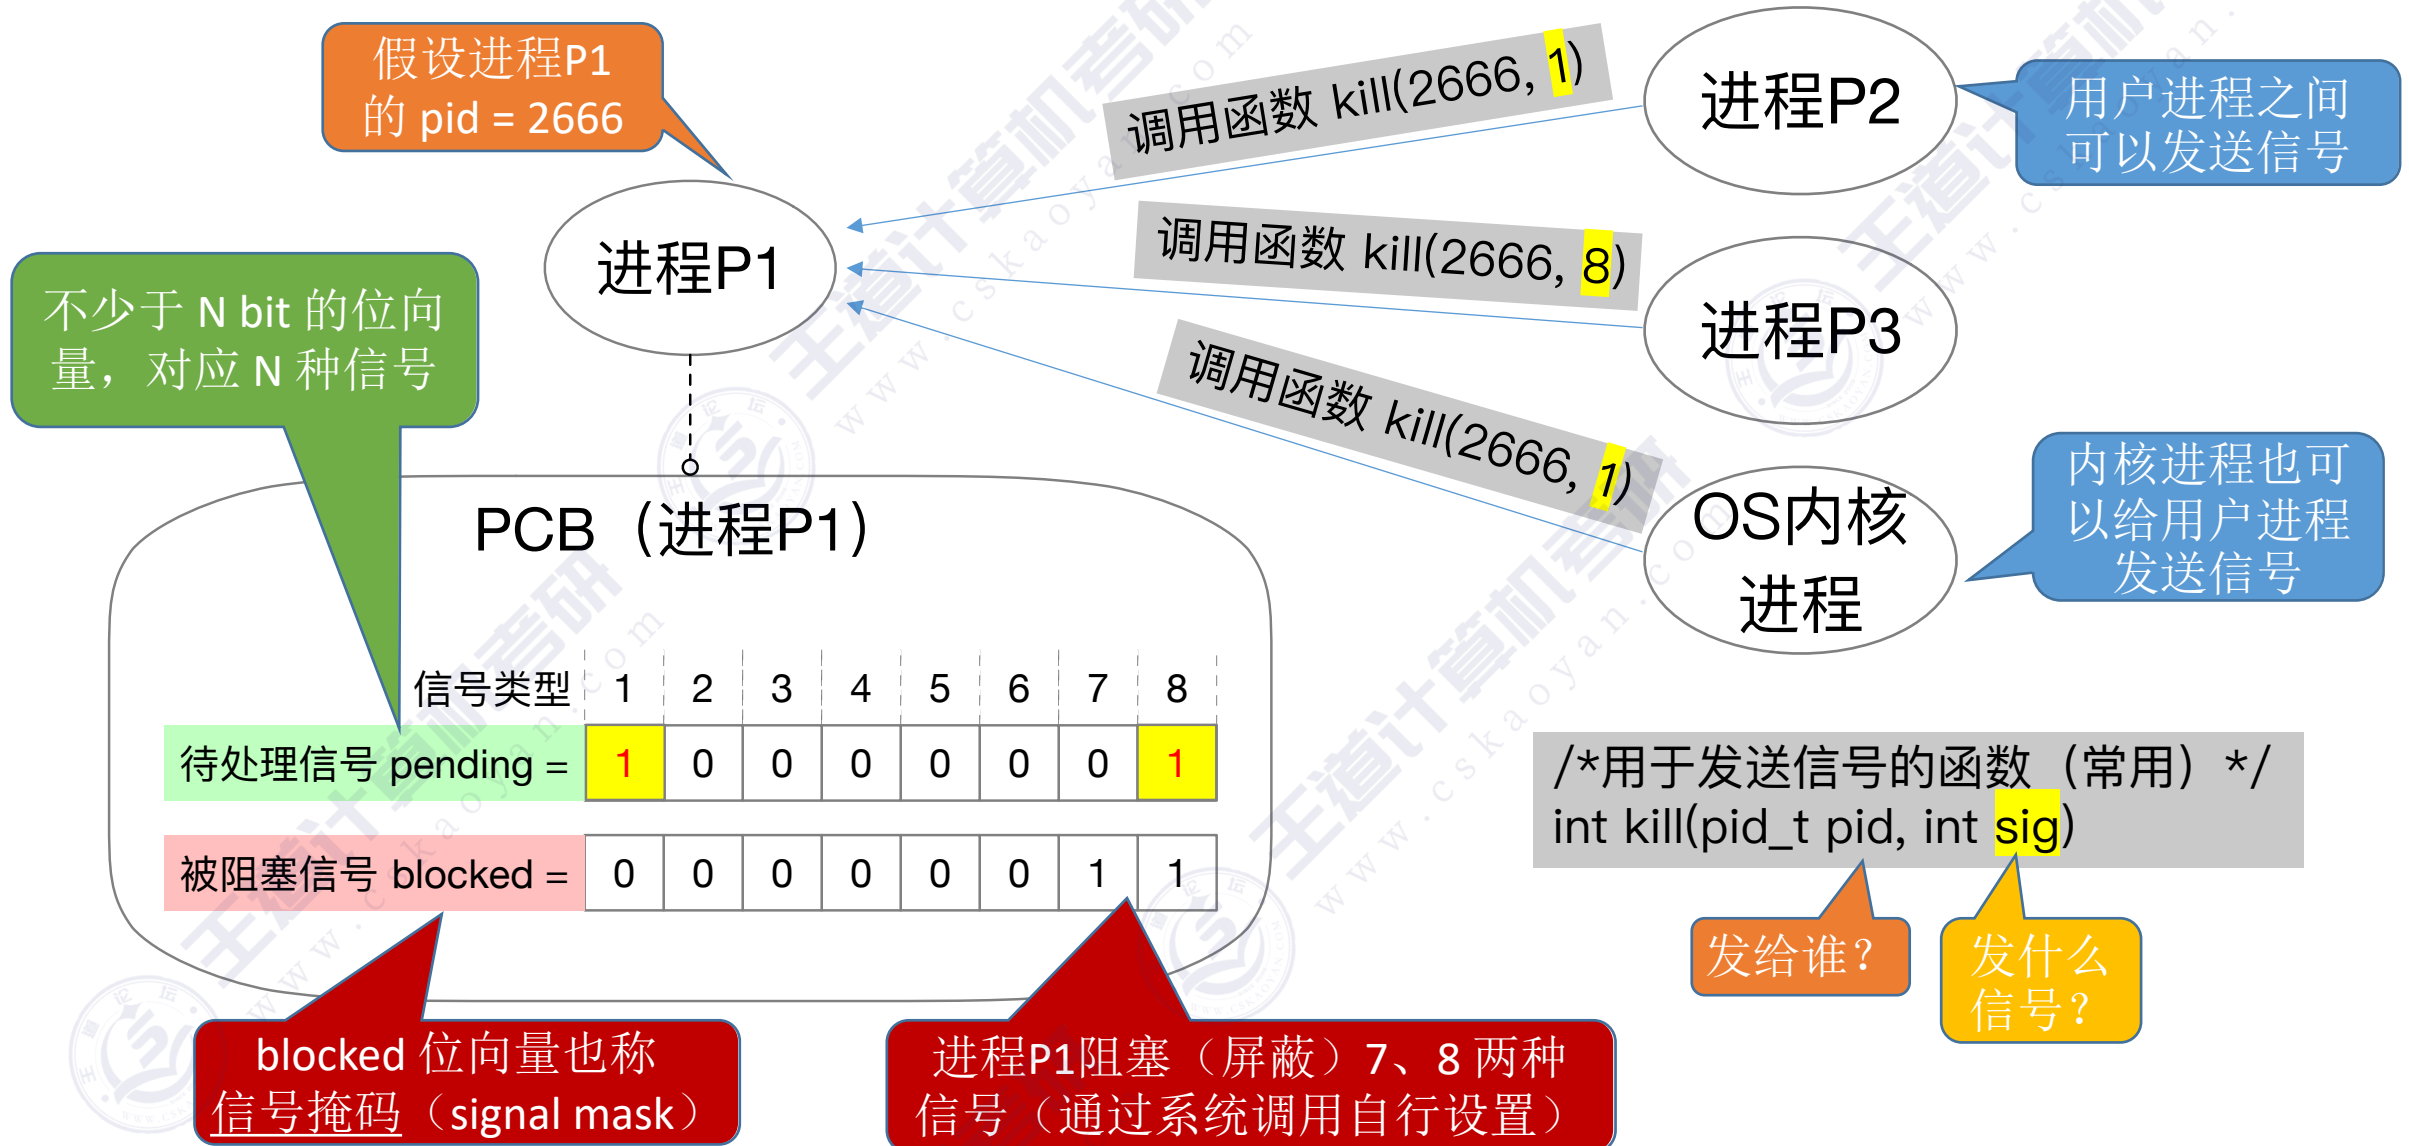 假设进程P1
的 pid = 2666
调用函数 kill(2666, 1)
进程P2
用户进程之间
可以发送信号
进程P1
调用函数 kill(2666, 8)
进程P3
不少于 N bit 的位向
量，对应 N 种信号
调用函数 kill(2666, 1)
OS内核
进程
内核进程也可
以给用户进程
发送信号
PCB（进程P1）
信号类型 1 2 3 4 5 6 7 8
待处理信号 pending = 1 0 0 0 0 0 0 1
被阻塞信号 blocked = 0 0 0 0 0 0 1 1
/*用于发送信号的函数（常用）*/
int kill(pid_t pid, int sig)
发给谁？
发什么
信号？
blocked 位向量也称
信号掩码（signal mask）
进程P1阻塞（屏蔽）7、8 两种
信号（通过系统调用自行设置）
王道计算机考研
www.cskaoyan.com